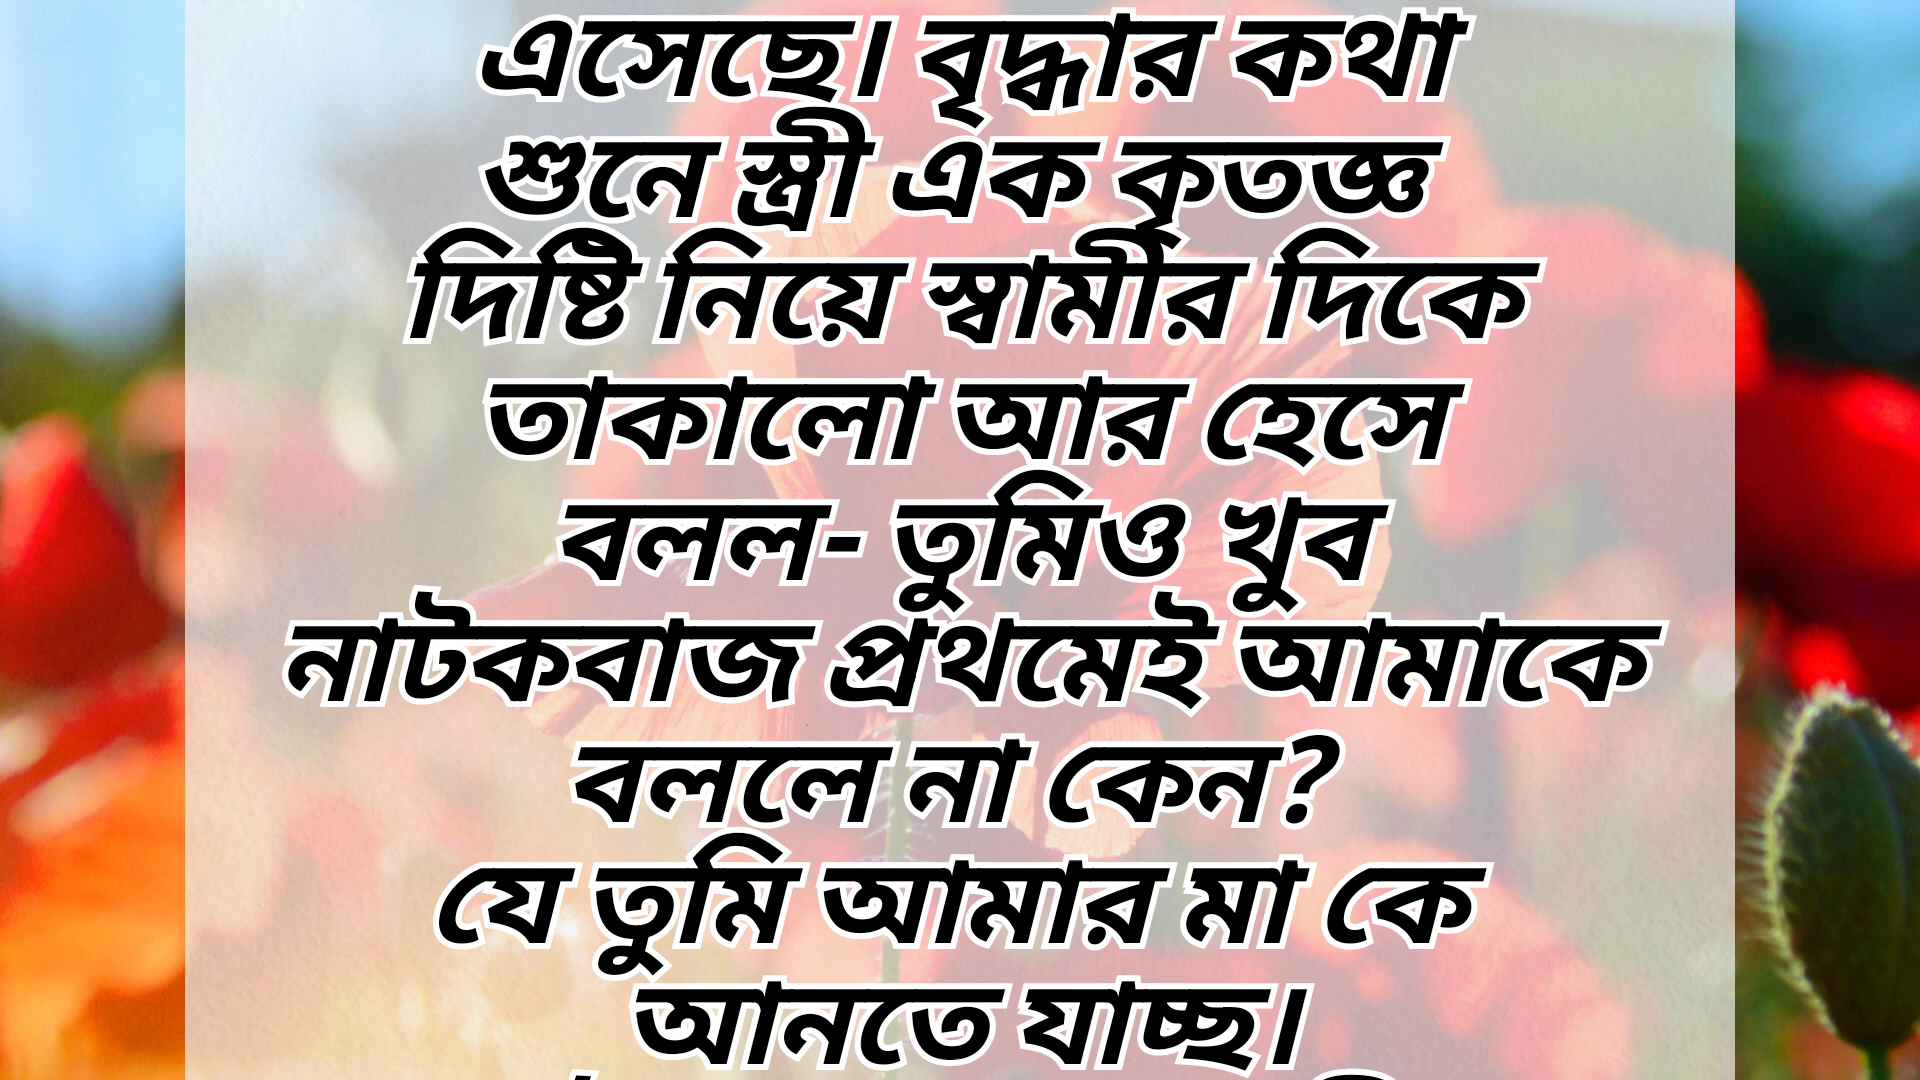 এসেছে। বৃদ্ধার কথা
শুনে স্ত্রী এক কৃতজ্ঞ
দিষ্টি নিয়ে স্বামীর দিকে
তাকালো আর হেসে
বলল- তুমিও খুব
নাটকবাজ প্রথমেই আমাকে
বললে না কেন?
যে তুমি আমার মা কে
আনতে যাচ্ছ।